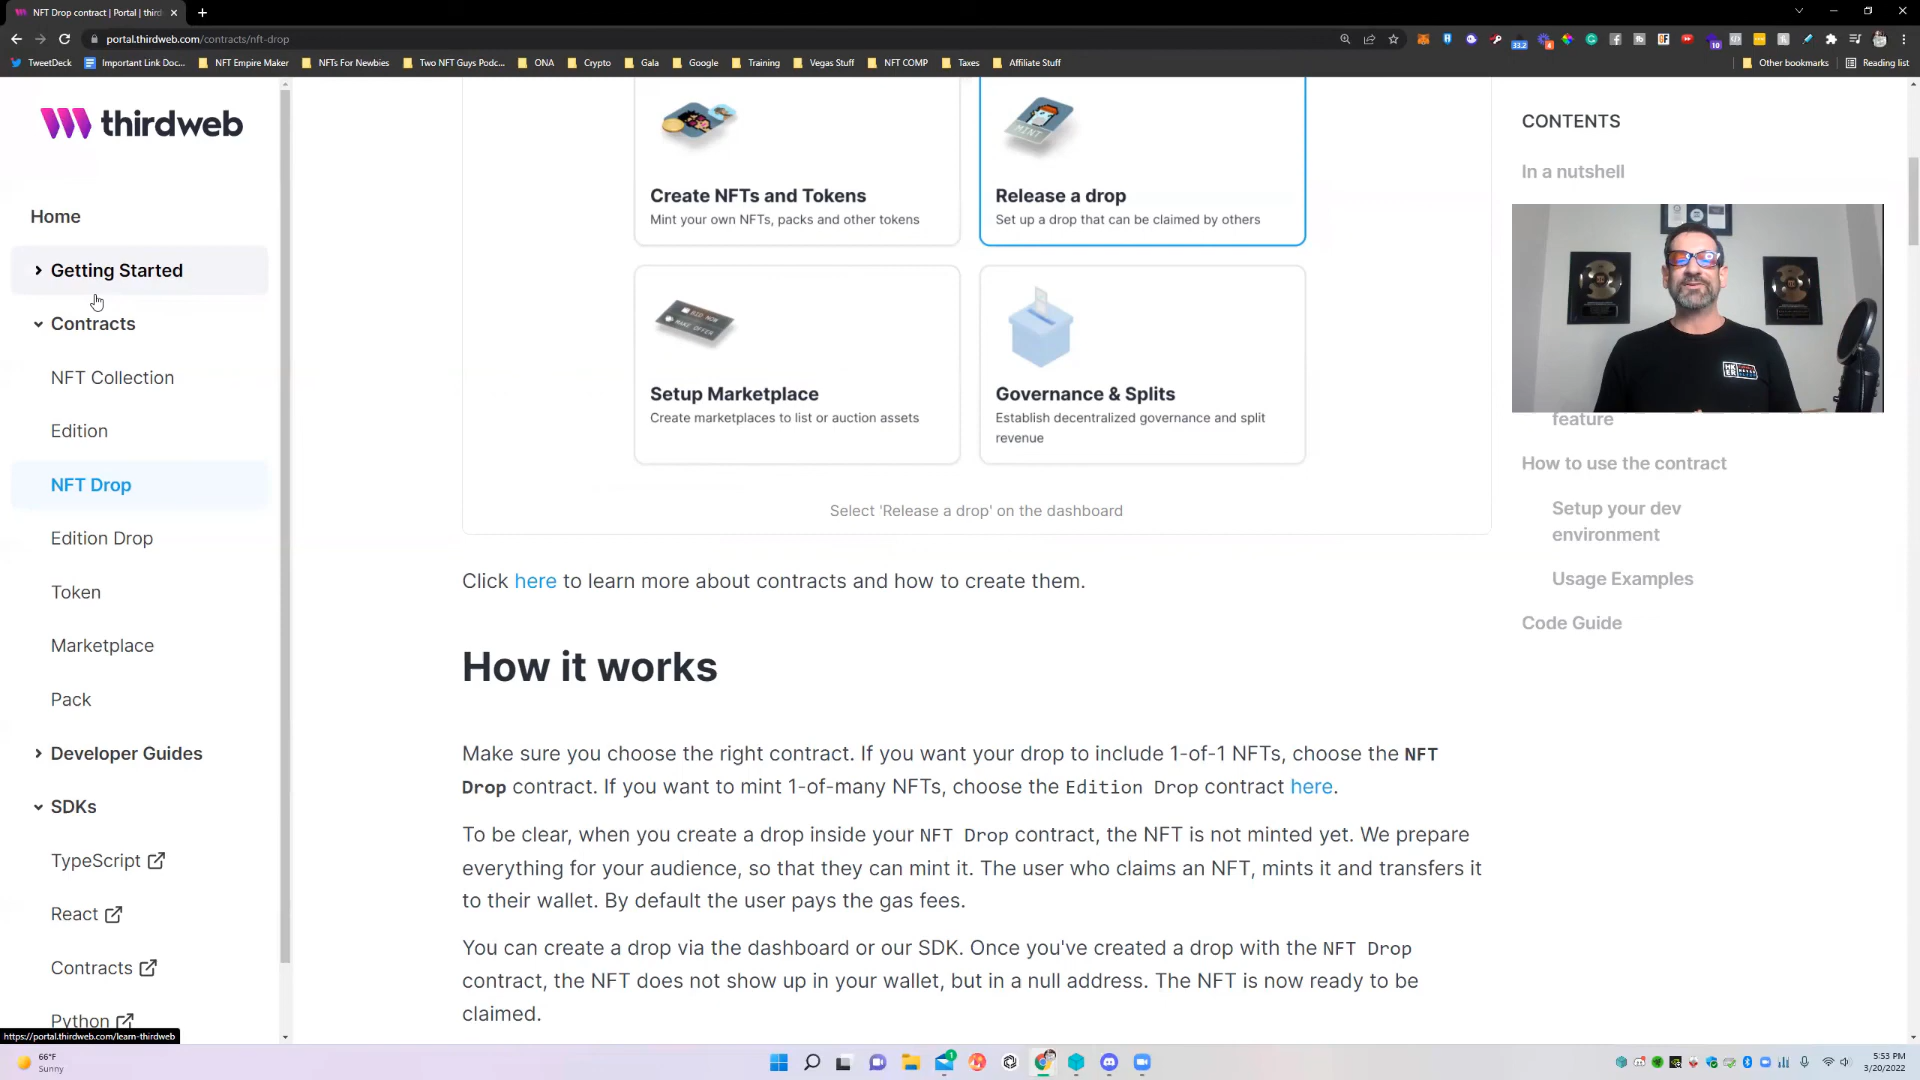 NFT Drop contract | Portal | third
portal.thirdweb.com/contracts/nft-drop
TweetDeck
Important Link Doc...
NFT Empire Maker
NFTs For Newbies
Two NFT Guys Podc...
ONA
Crypto
Gala
Google
Training
Vegas Stuff
NFT COMP
Taxes
Affiliate Stuff
Other bookmarks
Reading list
33.2
10
thirdweb
Home
Getting Started
Contracts
NFT Collection
Edition
NFT Drop
Edition Drop
Token
Marketplace
Pack
Developer Guides
SDKs
TypeScript
React
Contracts
Python
https://portal.thirdweb.com/learn-thirdweb
MINT
Create NFTs and Tokens
Mint your own NFTs, packs and other tokens
Release a drop
Set up a drop that can be claimed by others
BID NOW
MAKE OFFER
Setup Marketplace
Create marketplaces to list or auction assets
Governance & Splits
Establish decentralized governance and split
revenue
Select 'Release a drop' on the dashboard
Click here to learn more about contracts and how to create them.
How it works
Make sure you choose the right contract. If you want your drop to include 1-of-1 NFTs, choose the NFT
Drop contract. If you want to mint 1-of-many NFTs, choose the Edition Drop contract here.
To be clear, when you create a drop inside your NFT Drop contract, the NFT is not minted yet. We prepare
everything for your audience, so that they can mint it. The user who claims an NFT, mints it and transfers it
to their wallet. By default the user pays the gas fees.
You can create a drop via the dashboard or our SDK. Once you've created a drop with the NFT Drop
contract, the NFT does not show up in your wallet, but in a null address. The NFT is now ready to be
claimed.
CONTENTS
In a nutshell
feature
How to use the contract
Setup your dev
environment
Usage Examples
Code Guide
66°F
Sunny
5:53 PM
3/20/2022